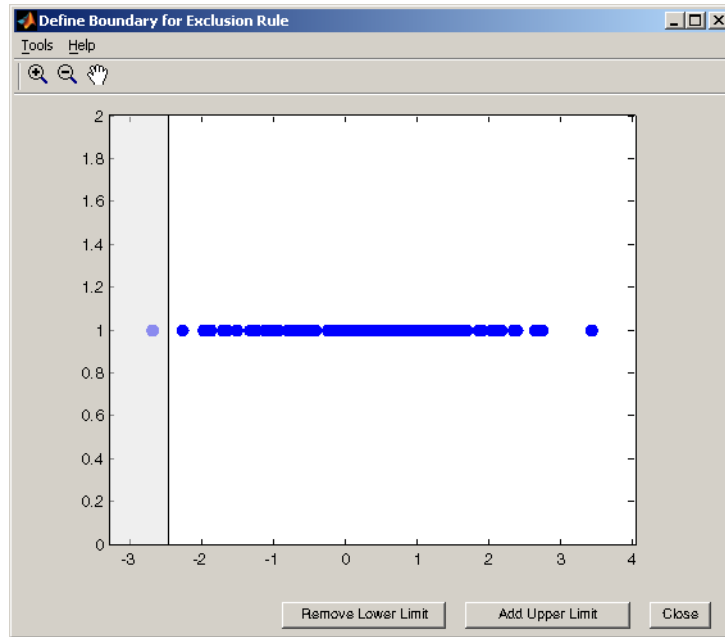 Define Boundary for Exclusion Rule
Tools Help
2
1.8
1.6
1.4
1.2
1
0.8
0.6
0.4
0.2
0
-3 -2 -1 0 1 2 3 4
Remove Lower Limit Add Upper Limit Close